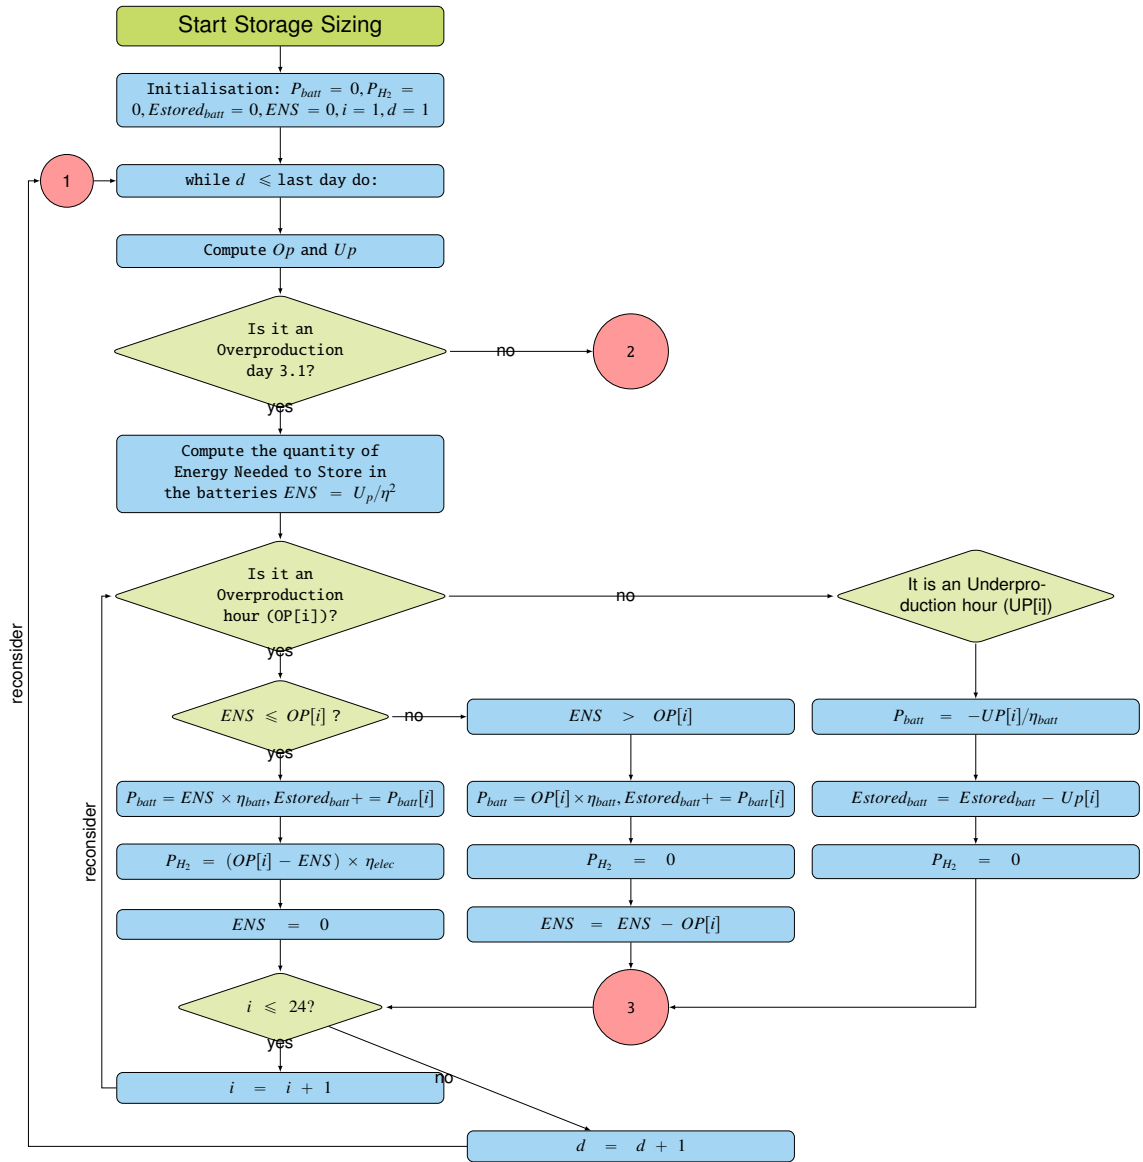 Start Storage Sizing
Initialisation: P_batt = 0, P_H₂ =
0, Estored_batt = 0, ENS = 0, i = 1, d = 1
1
while d ⩽ last day do:
Compute Op and Up
Is it an
Overproduction
day 3.1?
no
2
yes
Compute the quantity of
Energy Needed to Store in
the batteries ENS = U_p/η²
Is it an
Overproduction
hour (OP[i])?
no
It is an Underpro-
duction hour (UP[i])
yes
reconsider
reconsider
ENS ⩽ OP[i] ?
no
ENS > OP[i]
P_batt = −UP[i]/η_batt
yes
P_batt = ENS × η_batt, Estored_batt+ = P_batt[i]
P_batt = OP[i] × η_batt, Estored_batt+ = P_batt[i]
Estored_batt = Estored_batt − Up[i]
P_H₂ = (OP[i] − ENS) × η_elec
P_H₂ = 0
P_H₂ = 0
ENS = 0
ENS = ENS − OP[i]
i ⩽ 24?
3
yes
no
i = i + 1
d = d + 1